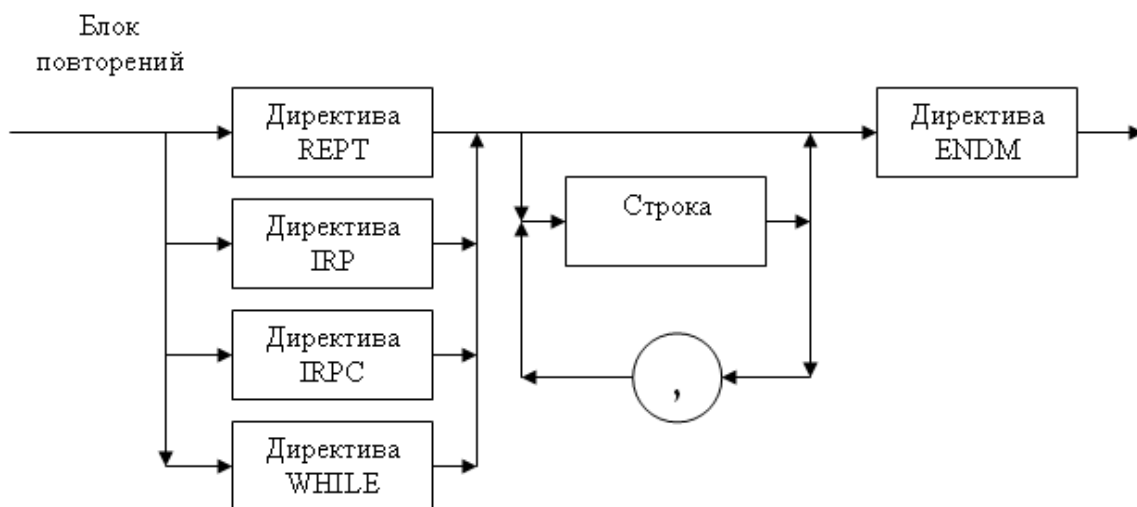 Блок
повторений
Директива
REPT
Директива
ENDM
Строка
Директива
IRP
Директива
IRPC
,
Директива
WHILE